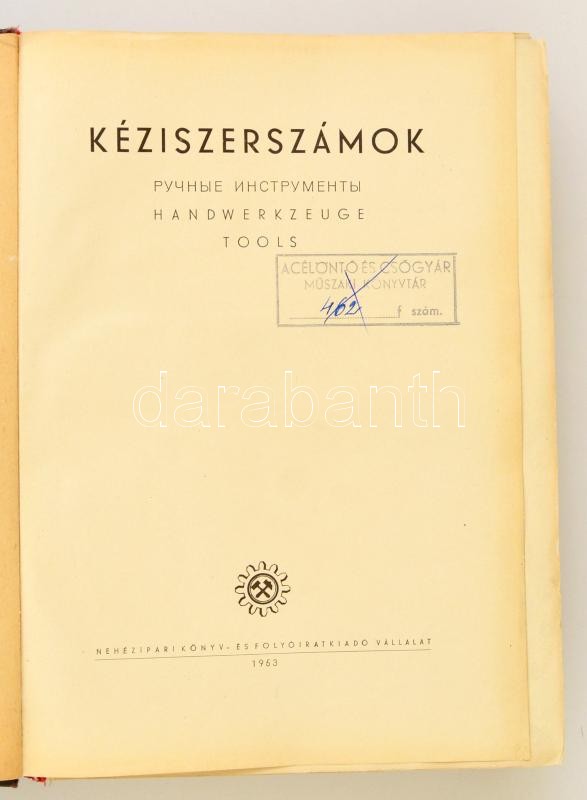 KÉZISZERSZÁMOK
РУЧНЫЕ ИНСТРУМЕНТЫ
HANDWERKZEUGE
TOOLS
ACÉLÖNTŐ ÉS CSŐGYÁR
MŰSZAKI KÖNYVTÁR
462 f szám.
darabanth
NEHÉZIPARI KÖNYV- ÉS FOLYÓIRATKIADÓ VÁLLALAT
1953